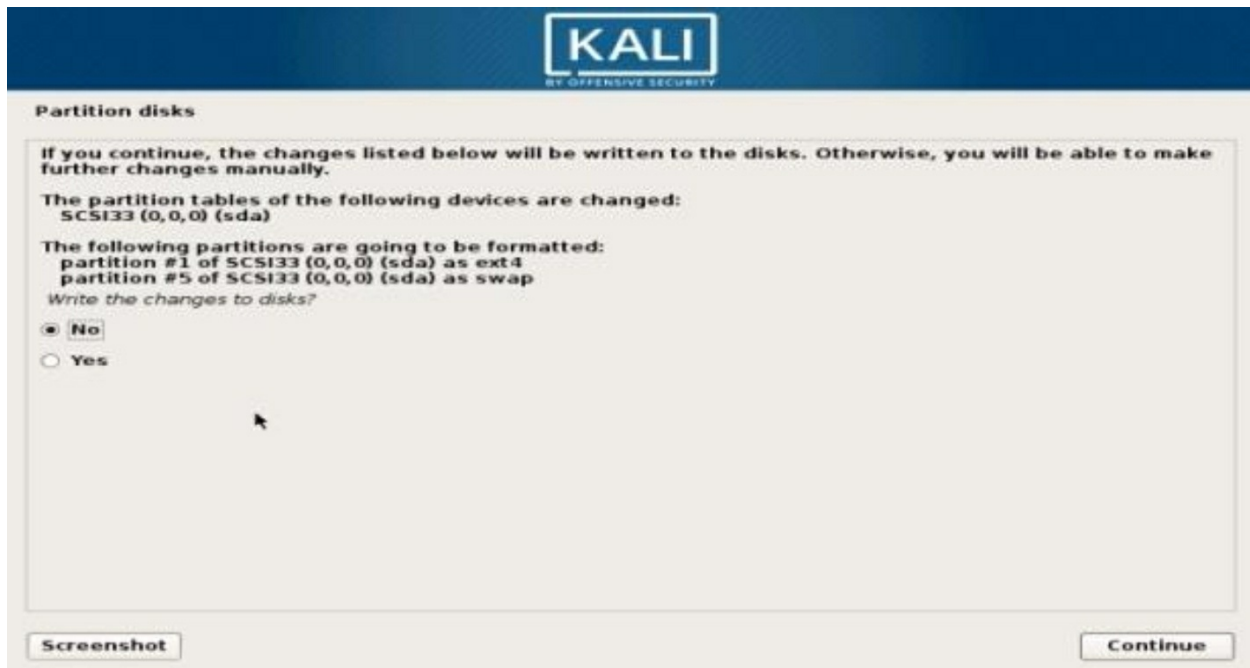 KALI
BY OFFENSIVE SECURITY
Partition disks
If you continue, the changes listed below will be written to the disks. Otherwise, you will be able to make
further changes manually.
The partition tables of the following devices are changed:
SCSI33 (0,0,0) (sda)
The following partitions are going to be formatted:
partition #1 of SCSI33 (0,0,0) (sda) as ext4
partition #5 of SCSI33 (0,0,0) (sda) as swap
Write the changes to disks?
No
Yes
Screenshot
Continue